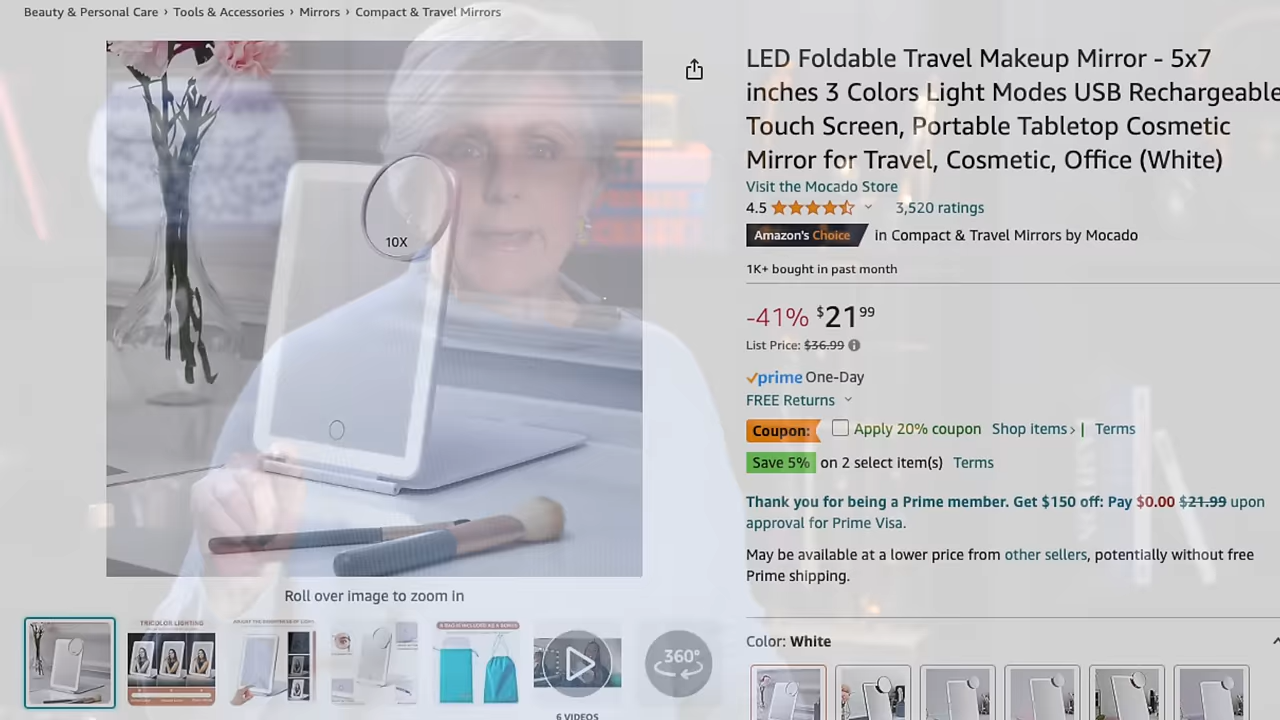 Beauty & Personal Care › Tools & Accessories › Mirrors › Compact & Travel Mirrors
10X
Roll over image to zoom in
TRICOLOR LIGHTING
6 VIDEOS
360°
LED Foldable Travel Makeup Mirror - 5x7
inches 3 Colors Light Modes USB Rechargeable
Touch Screen, Portable Tabletop Cosmetic
Mirror for Travel, Cosmetic, Office (White)
Visit the Mocado Store
4.5 3,520 ratings
Amazon's Choice in Compact & Travel Mirrors by Mocado
1K+ bought in past month
-41% $21 99
List Price: $36.99
prime One-Day
FREE Returns
Coupon: Apply 20% coupon Shop items › | Terms
Save 5% on 2 select item(s) Terms
Thank you for being a Prime member. Get $150 off: Pay $0.00 $21.99 upon
approval for Prime Visa.
May be available at a lower price from other sellers, potentially without free
Prime shipping.
Color: White